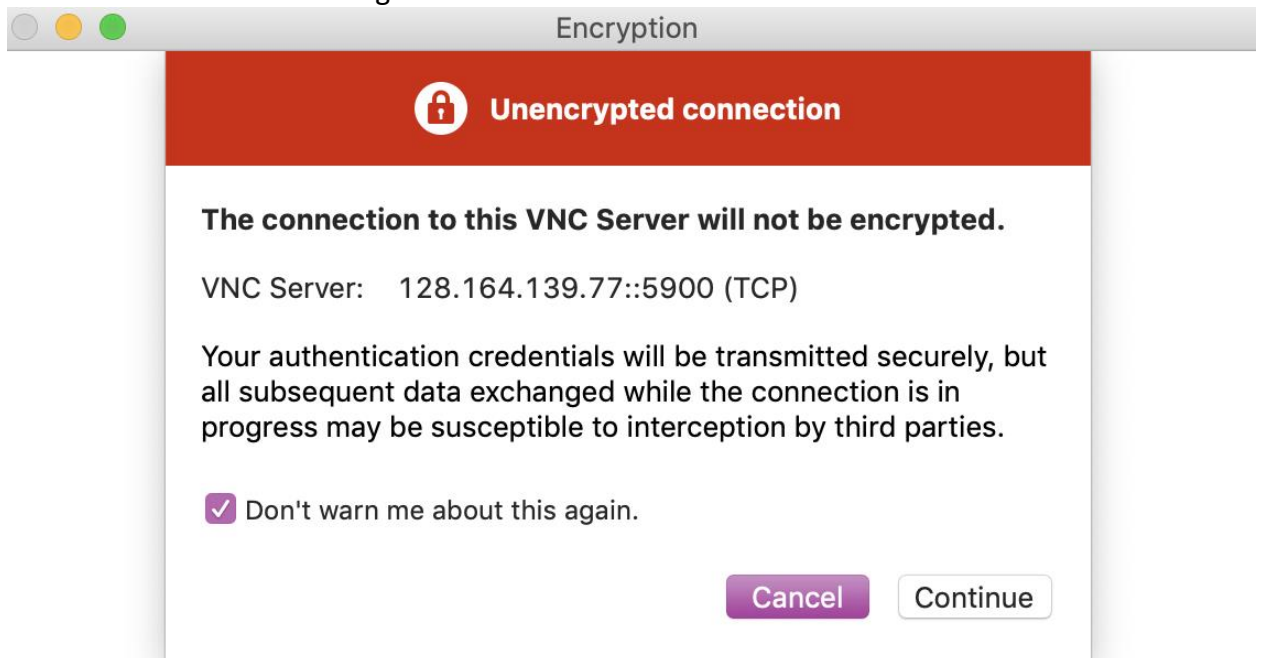 Encryption
Unencrypted connection
The connection to this VNC Server will not be encrypted.
VNC Server: 128.164.139.77::5900 (TCP)
Your authentication credentials will be transmitted securely, but
all subsequent data exchanged while the connection is in
progress may be susceptible to interception by third parties.
Don't warn me about this again.
Cancel Continue